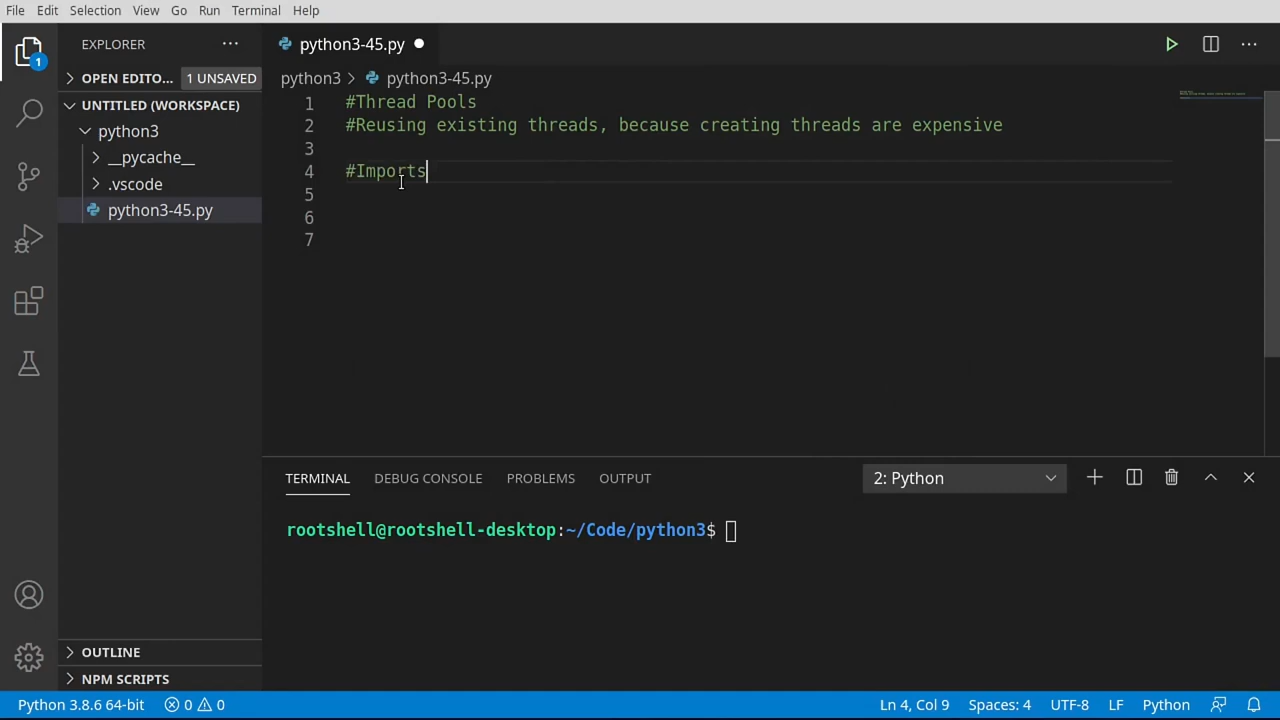 File Edit Selection View Go Run Terminal Help
EXPLORER
python3-45.py
OPEN EDITO... 1 UNSAVED
python3 > python3-45.py
UNTITLED (WORKSPACE)
python3
__pycache__
.vscode
python3-45.py
1
1 #Thread Pools
2 #Reusing existing threads, because creating threads are expensive
3
4 #Imports
5
6
7
TERMINAL DEBUG CONSOLE PROBLEMS OUTPUT 2: Python
rootshell@rootshell-desktop:~/Code/python3$
OUTLINE
NPM SCRIPTS
Python 3.8.6 64-bit 0 0 Ln 4, Col 9 Spaces: 4 UTF-8 LF Python